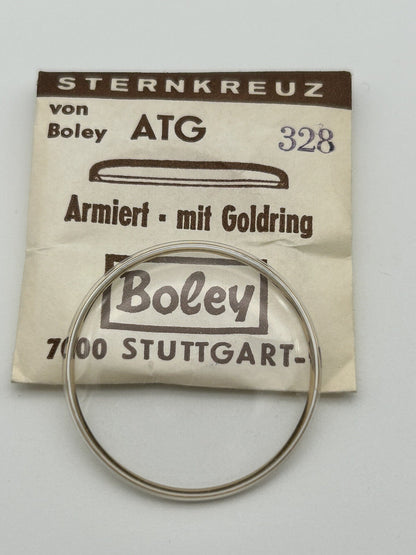 STERNKREUZ
von
Boley ATG 328
Armiert - mit Goldring
Boley
7000 STUTTGART-